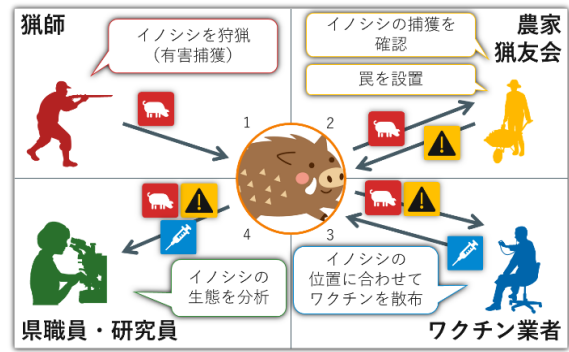 猟師
イノシシを狩猟
(有害捕獲)
1
イノシシの捕獲を
確認
罠を設置
農家
猟友会
2
4
イノシシの
生態を分析
県職員・研究員
3
イノシシの
位置に合わせて
ワクチンを散布
ワクチン業者